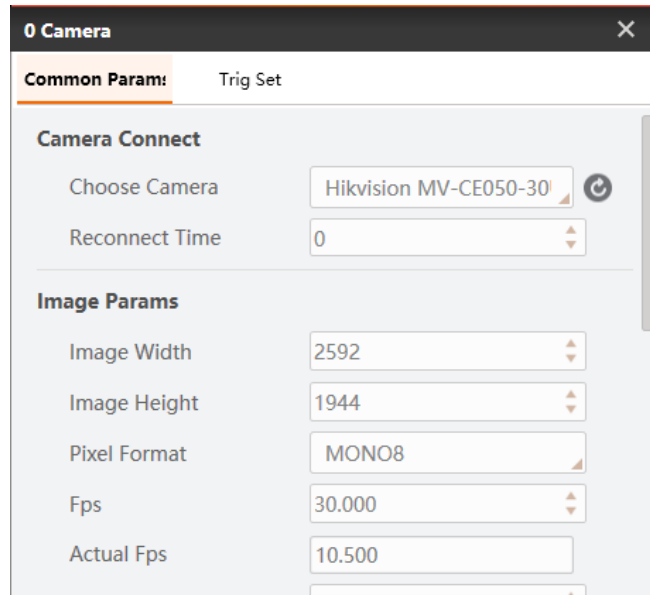 0 Camera
Common Param
Trig Set
Camera Connect
Choose Camera Hikvision MV-CE050-30
Reconnect Time 0
Image Params
Image Width 2592
Image Height 1944
Pixel Format MONO8
Fps 30.000
Actual Fps 10.500